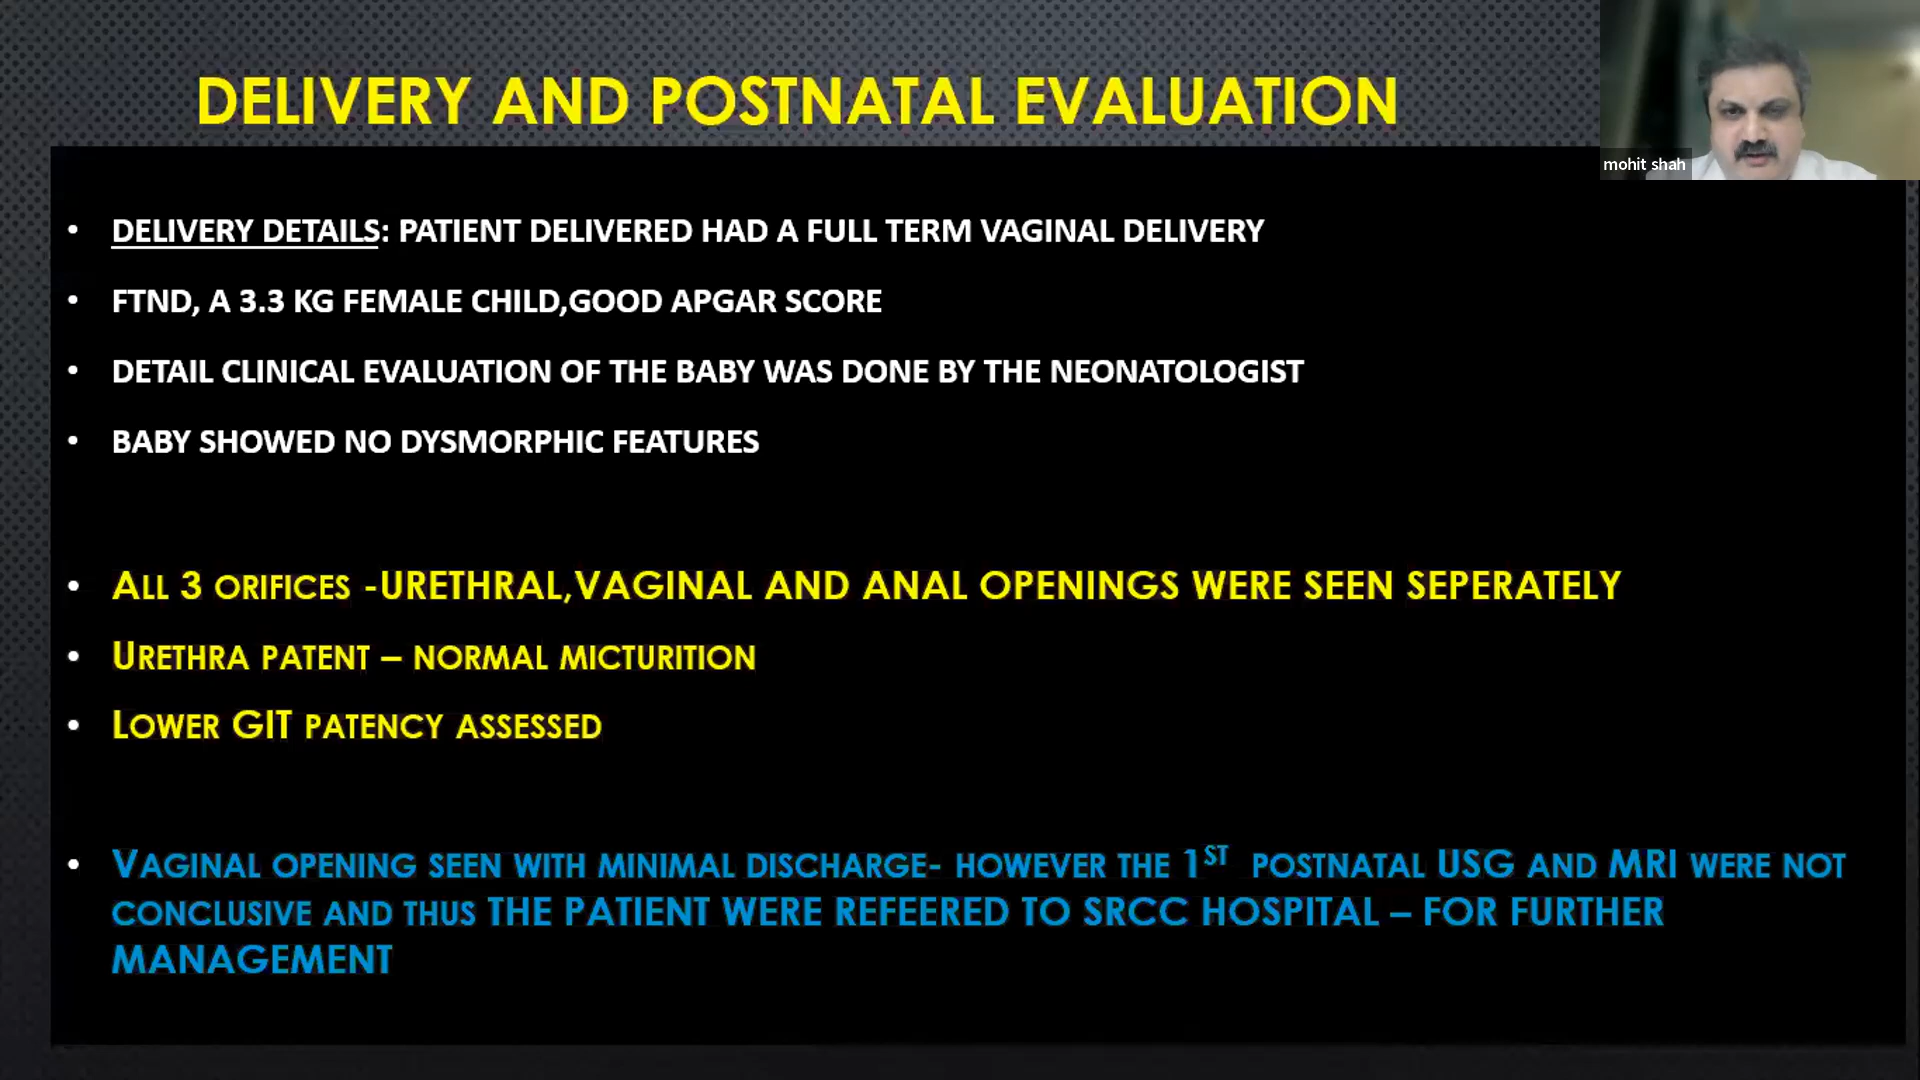 DELIVERY AND POSTNATAL EVALUATION
mohit shah
• DELIVERY DETAILS: PATIENT DELIVERED HAD A FULL TERM VAGINAL DELIVERY
• FTND, A 3.3 KG FEMALE CHILD,GOOD APGAR SCORE
• DETAIL CLINICAL EVALUATION OF THE BABY WAS DONE BY THE NEONATOLOGIST
• BABY SHOWED NO DYSMORPHIC FEATURES
• ALL 3 ORIFICES -URETHRAL,VAGINAL AND ANAL OPENINGS WERE SEEN SEPERATELY
• URETHRA PATENT – NORMAL MICTURITION
• LOWER GIT PATENCY ASSESSED
• VAGINAL OPENING SEEN WITH MINIMAL DISCHARGE- HOWEVER THE 1ST POSTNATAL USG AND MRI WERE NOT
CONCLUSIVE AND THUS THE PATIENT WERE REFEERED TO SRCC HOSPITAL – FOR FURTHER
MANAGEMENT